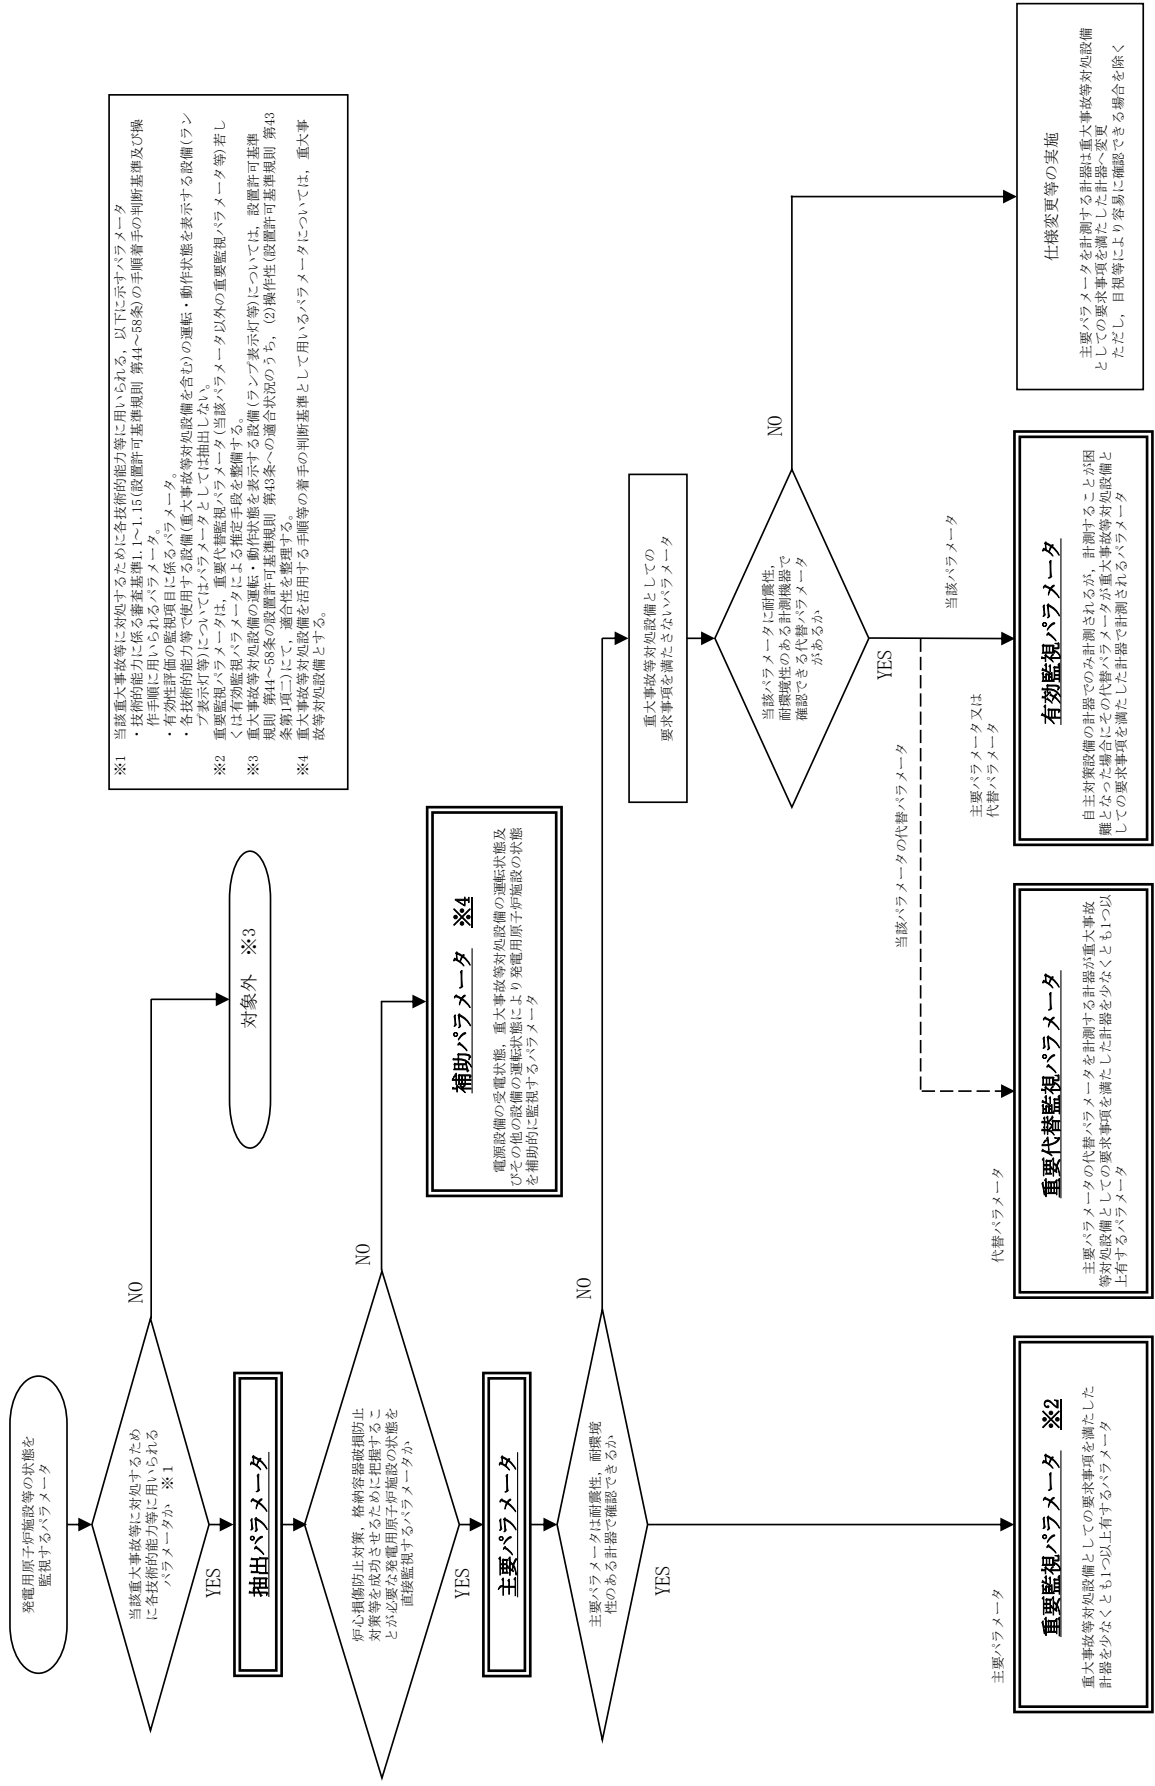 発電用原子炉施設等の状態を
監視するパラメータ
当該重大事故等に対処するため
に各技術的能力等に用いられる
パラメータか ※1
NO
YES
対象外 ※3
抽出パラメータ
炉心損傷防止対策，格納容器破損防止
対策等を成功させるために把握するこ
とが必要な発電用原子炉施設の状態を
直接監視するパラメータか
NO
YES
補助パラメータ ※4
電源設備の受電状態，重大事故等対処設備の運転状態及
びその他の設備の運転状態により発電用原子炉施設の状態
を補助的に監視するパラメータ
主要パラメータ
主要パラメータは耐震性，耐環境
性のある計器で確認できるか
NO
YES
重大事故等対処設備としての
要求事項を満たさないパラメータ
当該パラメータに耐震性，
耐環境性のある計測機器で
確認できる代替パラメータ
があるか
NO
YES
当該パラメータの代替パラメータ
当該パラメータ
主要パラメータ又は
代替パラメータ
主要パラメータ
代替パラメータ
重要監視パラメータ ※2
重大事故等対処設備としての要求事項を満たした
計器を少なくとも1つ以上有するパラメータ
重要代替監視パラメータ
主要パラメータの代替パラメータを計測する計器が重大事故
等対処設備としての要求事項を満たした計器を少なくとも1つ以
上有するパラメータ
有効監視パラメータ
自主対策設備の計器でのみ計測されるが，計測することが困
難となった場合にその代替パラメータが重大事故等対処設備と
しての要求事項を満たした計器で計測されるパラメータ
仕様変更等の実施
主要パラメータを計測する計器は重大事故等対処設備
としての要求事項を満たした計器へ変更
ただし，目視等により容易に確認できる場合を除く
※1 当該重大事故等に対処するために各技術的能力等に用いられる，以下に示すパラメータ
・技術的能力に係る審査基準1.1～1.15(設置許可基準規則 第44～58条)の手順着手の判断基準及び操
作手順に用いられるパラメータ。
・有効性評価の監視項目に係るパラメータ。
・各技術的能力等で使用する設備(重大事故等対処設備を含む)の運転・動作状態を表示する設備(ラン
プ表示灯等)についてはパラメータとしては抽出しない。
※2 重要監視パラメータは，重要代替監視パラメータ(当該パラメータ以外の重要監視パラメータ等)若し
くは有効監視パラメータによる推定手段を整備する。
※3 重大事故等対処設備の運転・動作状態を表示する設備(ランプ表示灯等)については，設置許可基準
規則 第44～58条の設置許可基準規則 第43条への適合状況のうち，(2)操作性(設置許可基準規則 第43
条第1項二)にて，適合性を整理する。
※4 重大事故等対処設備を活用する手順等の着手の判断基準として用いるパラメータについては，重大事
故等対処設備とする。